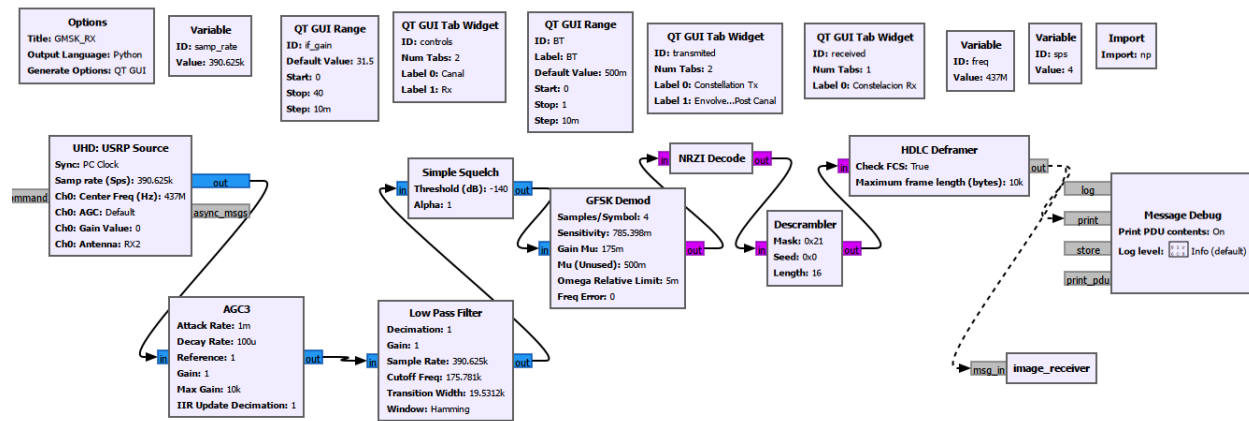 Options
Title: GMSK_RX
Output Language: Python
Generate Options: QT GUI
Variable
ID: samp_rate
Value: 390.625k
QT GUI Range
ID: if_gain
Default Value: 31.5
Start: 0
Stop: 40
Step: 10m
QT GUI Tab Widget
ID: controls
Num Tabs: 2
Label 0: Canal
Label 1: Rx
QT GUI Range
ID: BT
Label: BT
Default Value: 500m
Start: 0
Stop: 1
Step: 10m
QT GUI Tab Widget
ID: transmited
Num Tabs: 2
Label 0: Constellation Tx
Label 1: Envolve...Post Canal
QT GUI Tab Widget
ID: received
Num Tabs: 1
Label 0: Constelacion Rx
Variable
ID: freq
Value: 437M
Variable
ID: sps
Value: 4
Import
Import: np
UHD: USRP Source
Sync: PC Clock
Samp rate (Sps): 390.625k
Ch0: Center Freq (Hz): 437M
Ch0: AGC: Default
Ch0: Gain Value: 0
Ch0: Antenna: RX2
ommand
out
async_msgs
AGC3
Attack Rate: 1m
Decay Rate: 100u
Reference: 1
Gain: 1
Max Gain: 10k
IIR Update Decimation: 1
in
out
Low Pass Filter
Decimation: 1
Gain: 1
Sample Rate: 390.625k
Cutoff Freq: 175.781k
Transition Width: 19.5312k
Window: Hamming
in
out
Simple Squelch
Threshold (dB): -140
Alpha: 1
in
out
GFSK Demod
Samples/Symbol: 4
Sensitivity: 785.398m
Gain Mu: 175m
Mu (Unused): 500m
Omega Relative Limit: 5m
Freq Error: 0
in
out
NRZI Decode
in
out
Descrambler
Mask: 0x21
Seed: 0x0
Length: 16
in
out
HDLC Deframer
Check FCS: True
Maximum frame length (bytes): 10k
in
out
Message Debug
Print PDU contents: On
Log level: Info (default)
log
print
store
print_pdu
image_receiver
msg_in